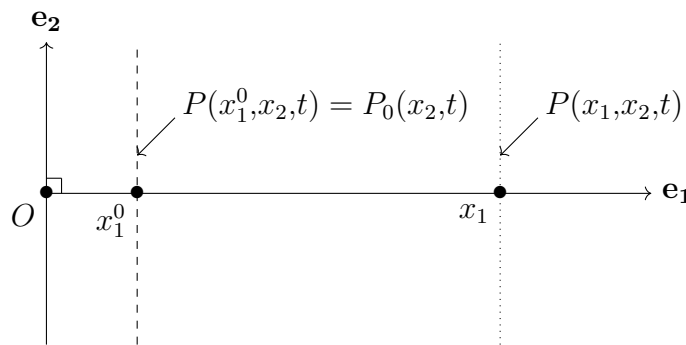 e₂
P(x₁⁰,x₂,t) = P₀(x₂,t)
P(x₁,x₂,t)
e₁
O
x₁⁰
x₁